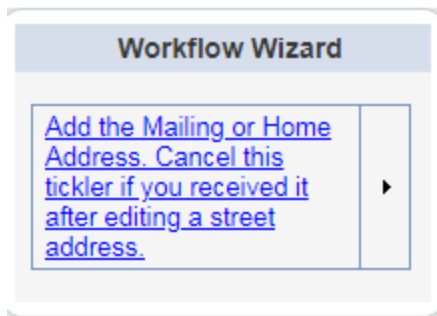 Workflow Wizard
Add the Mailing or Home
Address. Cancel this
tickler if you received it
after editing a street
address.